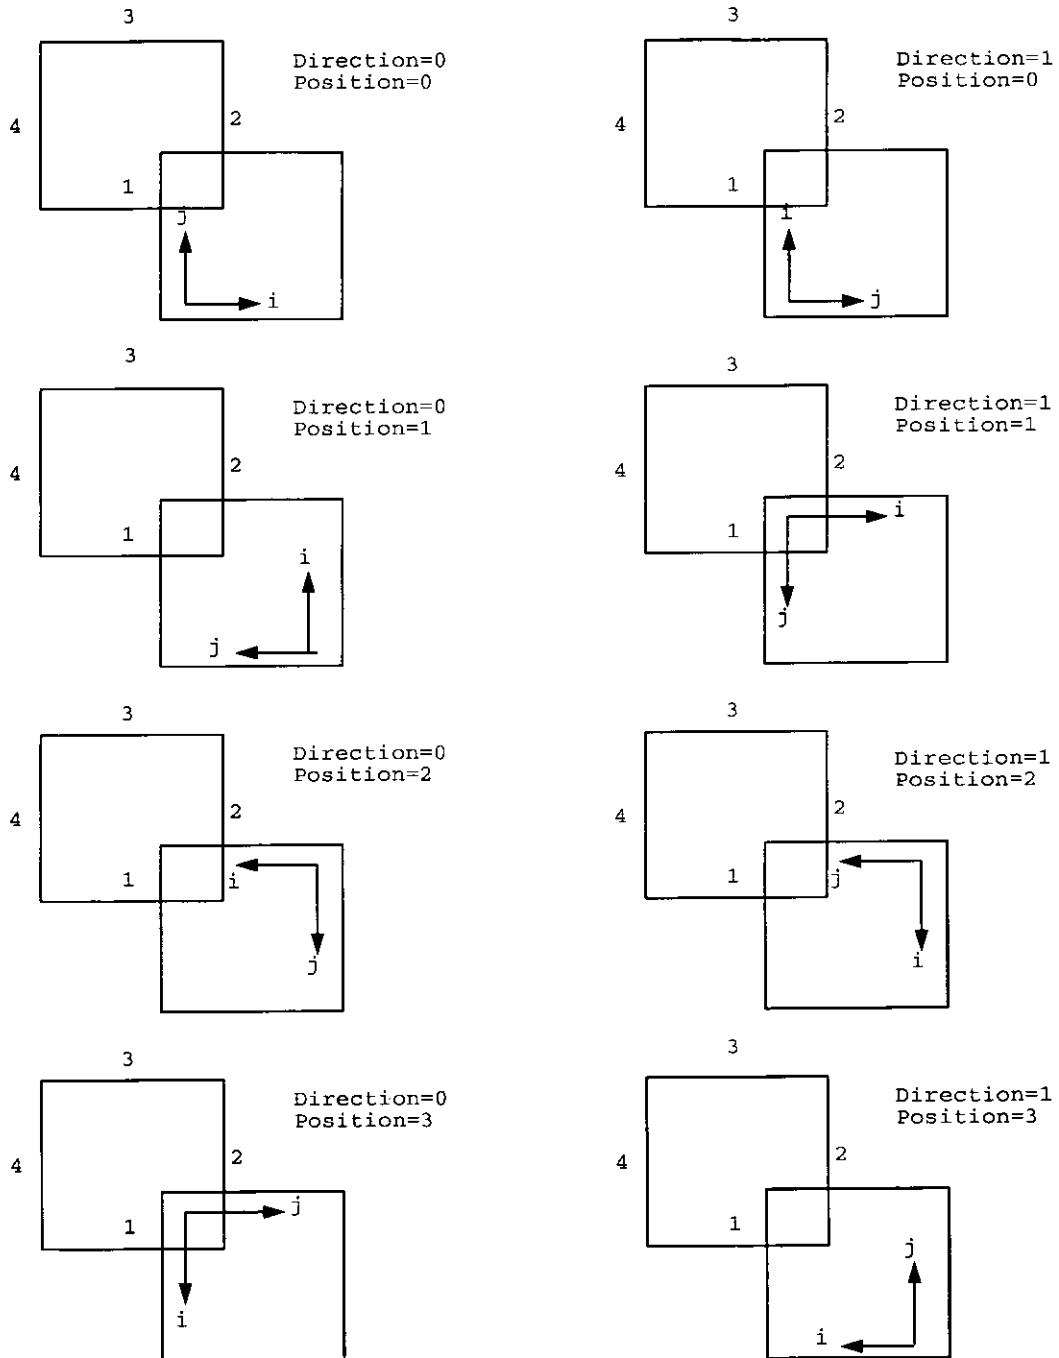 3
Direction=0
Position=0
4
2
1
j
i
3
Direction=1
Position=0
4
2
1
i
j
3
Direction=0
Position=1
4
2
1
i
j
3
Direction=1
Position=1
4
2
1
i
j
3
Direction=0
Position=2
4
2
1
i
j
3
Direction=1
Position=2
4
2
1
j
i
3
Direction=0
Position=3
4
2
1
j
i
3
Direction=1
Position=3
4
2
1
j
i